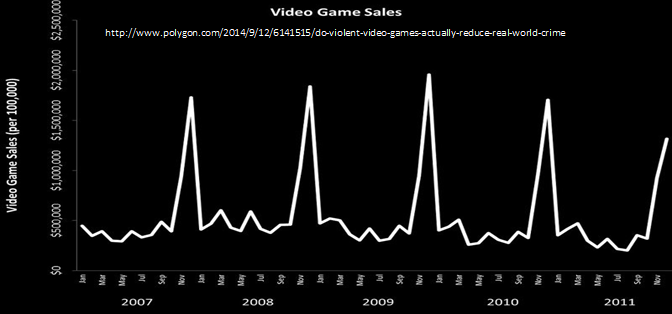 Video Game Sales
http://www.polygon.com/2014/9/12/6141515/do-violent-video-games-actually-reduce-real-world-crime
Video Game Sales (per 100,000)
$2,500,000
$2,000,000
$1,500,000
$1,000,000
$500,000
$0
Jan Mar May Jul Sep Nov Jan Mar May Jul Sep Nov Jan Mar May Jul Sep Nov Jan Mar May Jul Sep Nov Jan Mar May Jul Sep Nov
2007 2008 2009 2010 2011